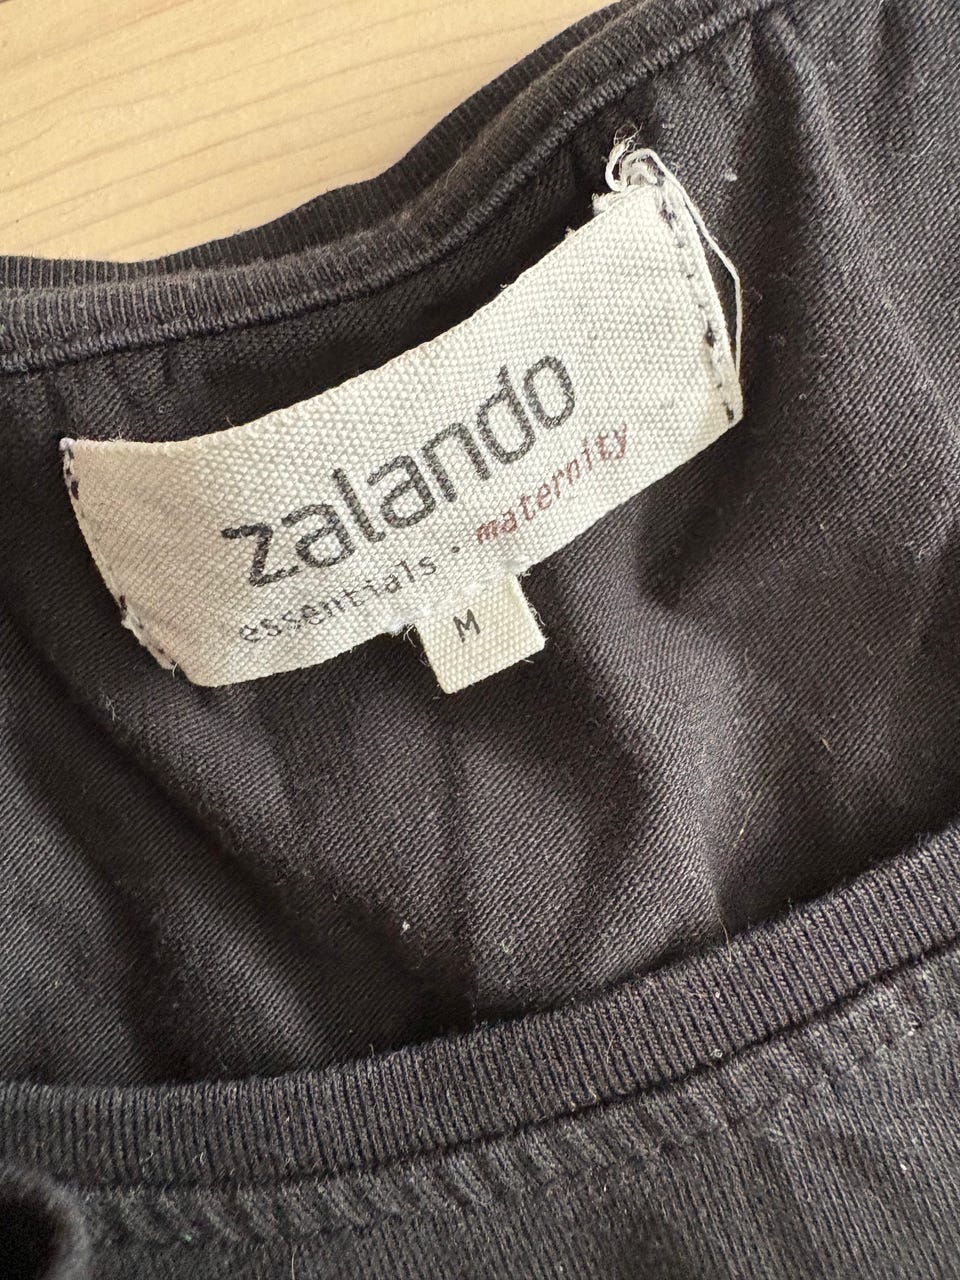 zalando
essentials · maternity
M